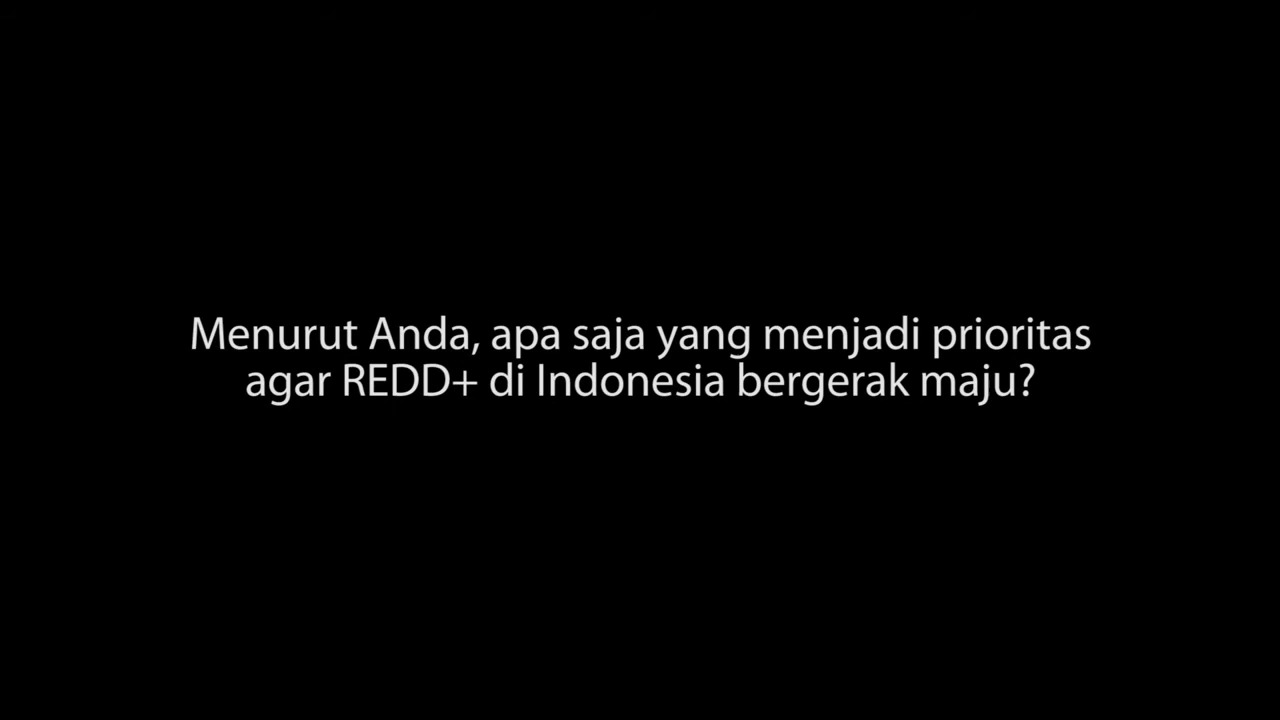 Menurut Anda, apa saja yang menjadi prioritas
agar REDD+ di Indonesia bergerak maju?